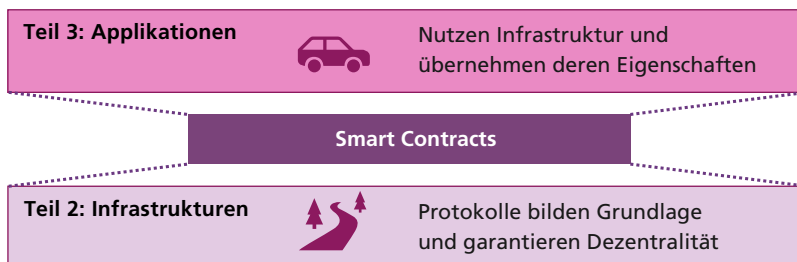 Teil 3: Applikationen
Nutzen Infrastruktur und
übernehmen deren Eigenschaften
Smart Contracts
Teil 2: Infrastrukturen
Protokolle bilden Grundlage
und garantieren Dezentralität